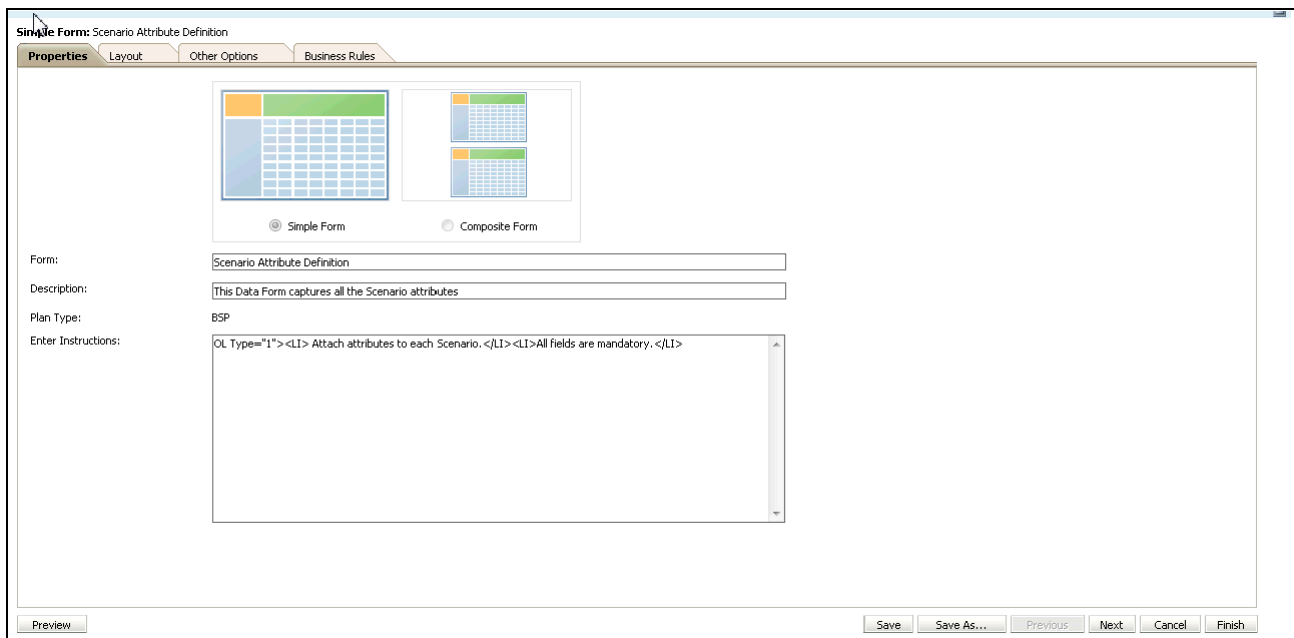 Simple Form: Scenario Attribute Definition
Properties Layout Other Options Business Rules
Simple Form Composite Form
Form: Scenario Attribute Definition
Description: This Data Form captures all the Scenario attributes
Plan Type: BSP
Enter Instructions: OL Type="1"><LI> Attach attributes to each Scenario.</LI><LI>All fields are mandatory.</LI>
Preview Save Save As... Previous Next Cancel Finish